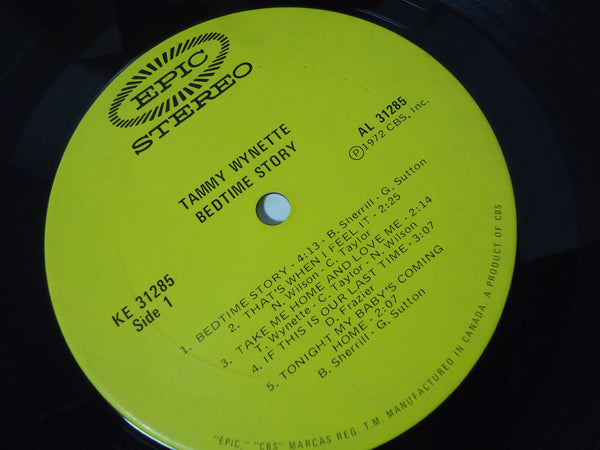 EPIC
STEREO
TAMMY WYNETTE
BEDTIME STORY
AL 31285
℗1972 CBS, Inc.
KE 31285
Side 1
1. BEDTIME STORY - 4:13 - B. Sherrill - G. Sutton
2. THAT'S WHEN I FEEL IT - 2:25
N. Wilson - C. Taylor
3. TAKE ME HOME AND LOVE ME - 2:14
T. Wynette - C. Taylor - N. Wilson
4. IF THIS IS OUR LAST TIME - 3:07
D. Frazier
5. TONIGHT MY BABY'S COMING
HOME - 2:07
B. Sherrill - G. Sutton
"EPIC," "CBS" MARCAS REG. T.M. MANUFACTURED IN CANADA. A PRODUCT OF CBS